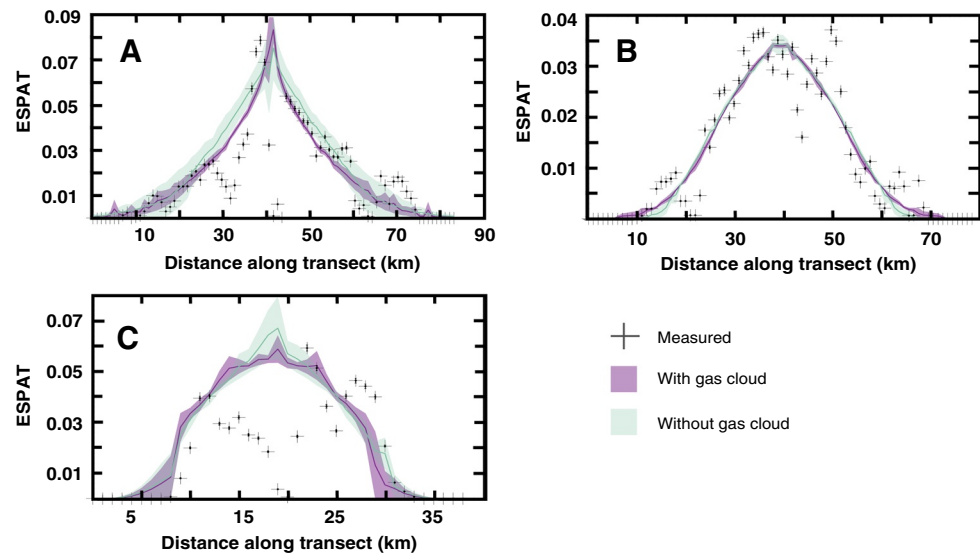 0.09
0.07
0.05
0.03
0.01
ESPAT
A
10 30 50 70 90
Distance along transect (km)
0.04
0.03
0.02
0.01
ESPAT
B
10 30 50 70
Distance along transect (km)
0.07
0.05
0.03
0.01
ESPAT
C
5 15 25 35
Distance along transect (km)
Measured
With gas cloud
Without gas cloud